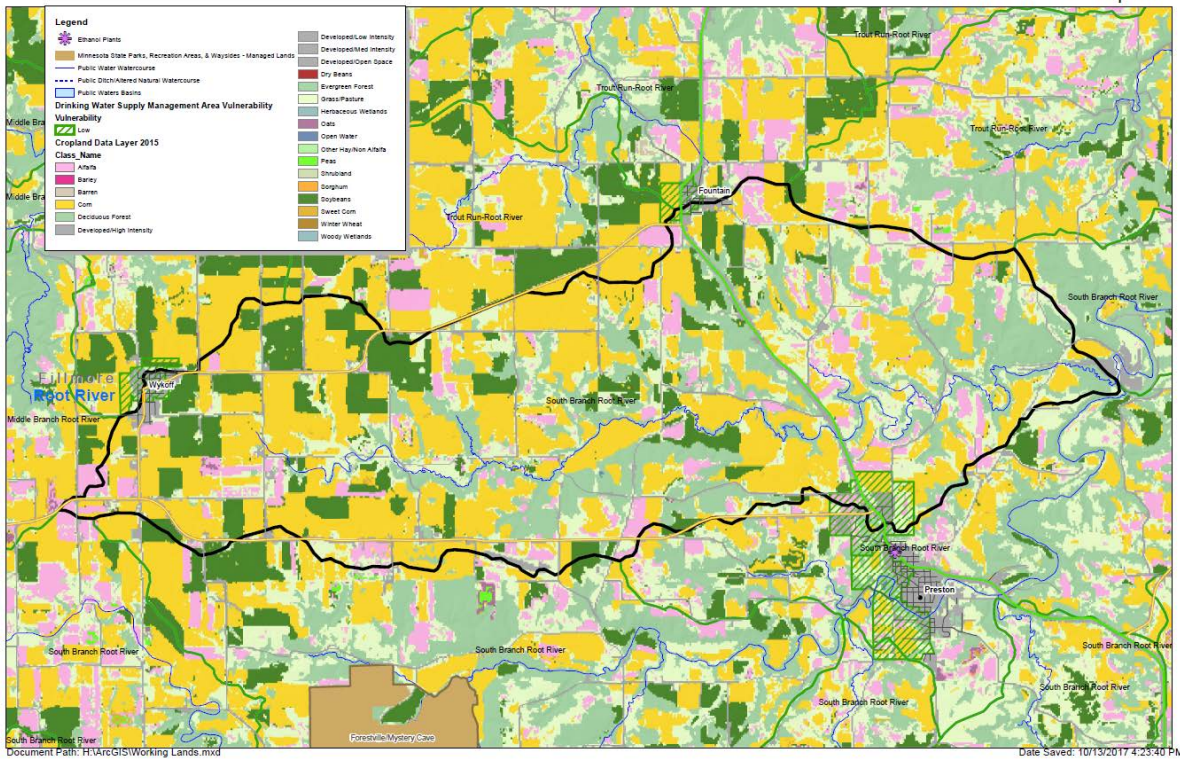 Legend
Ethanol Plants
Minnesota State Parks, Recreation Areas, & Waysides - Managed Lands
Public Water Watercourse
Public Ditch/Altered Natural Watercourse
Public Waters Basins
Drinking Water Supply Management Area Vulnerability
Vulnerability
Low
Cropland Data Layer 2015
Class_Name
Alfalfa
Barley
Barren
Corn
Deciduous Forest
Developed/High Intensity
Developed/Low Intensity
Developed/Med Intensity
Developed/Open Space
Dry Beans
Evergreen Forest
Grass/Pasture
Herbaceous Wetlands
Oats
Open Water
Other Hay/Non Alfalfa
Peas
Shrubland
Sorghum
Soybeans
Sweet Corn
Winter Wheat
Woody Wetlands
Trout Run-Root River
Trout Run-Root River
Middle Bra
Trout Run-Root River
Middle Bra
Fountain
Trout Run-Root River
South Branch Root River
Fillmore
Wykoff
Root River
South Branch Root River
Middle Branch Root River
South Branch Root River
Preston
South Branch Root River
South Branch Root River
South Branch Root River
South Branch Root River
South Branch Root River
Forestville/Mystery Cave
South Branch Root River
Document Path: H:\ArcGIS\Working Lands.mxd
Date Saved: 10/13/2017 4:23:40 PM